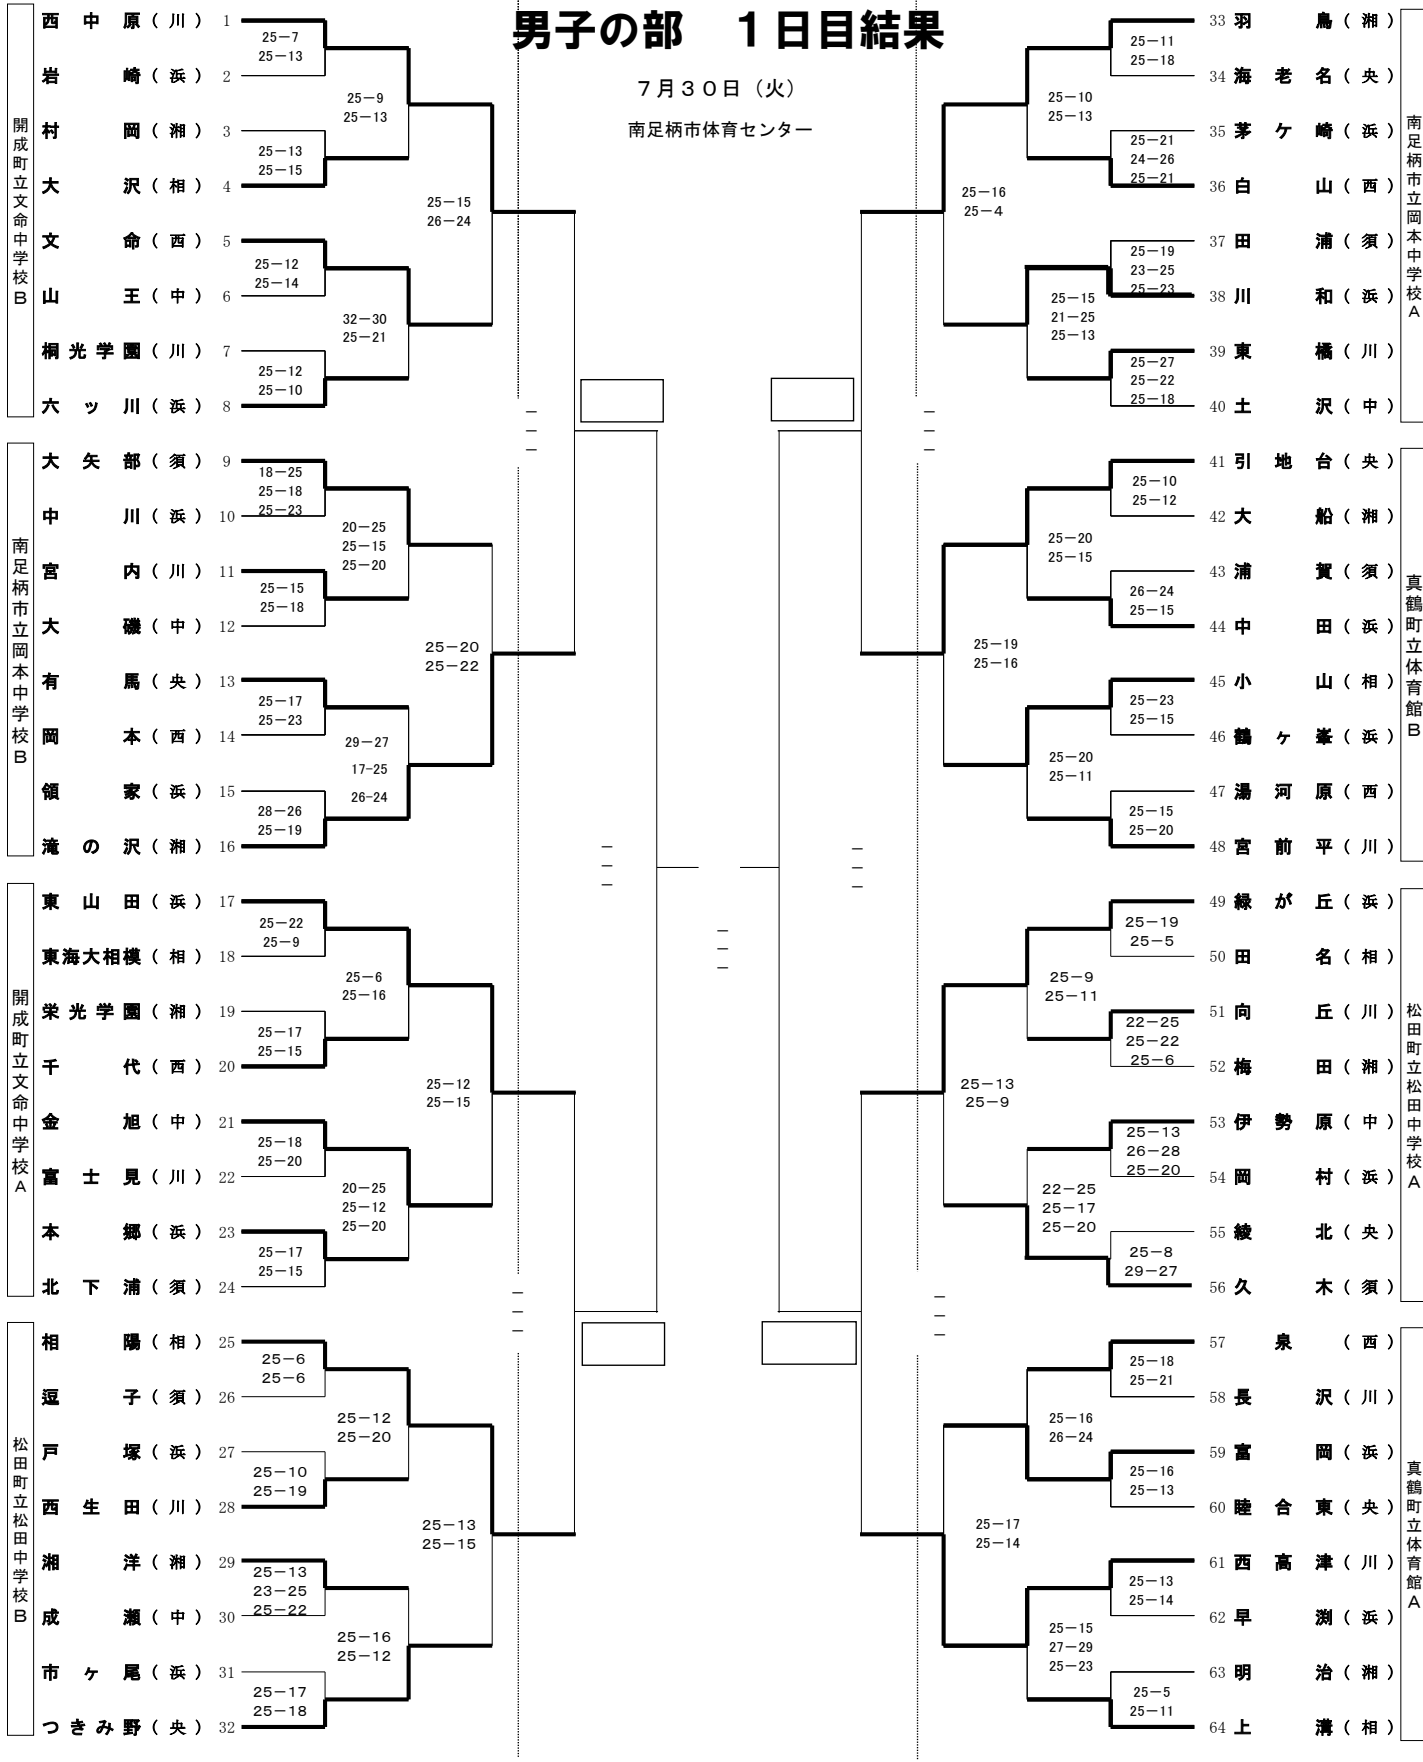 男子の部　１日目結果
７月３０日（火）
南足柄市体育センター
開成町立文命中学校B
西中原（川）1
25－7
25－13
岩崎（浜）2
25－9
25－13
村岡（湘）3
25－13
25－15
大沢（相）4
25－15
26－24
文命（西）5
25－12
25－14
山王（中）6
32－30
25－21
桐光学園（川）7
25－12
25－10
六ッ川（浜）8
南足柄市立岡本中学校B
大矢部（須）9
18－25
25－18
25－23
中川（浜）10
20－25
25－15
25－20
宮内（川）11
25－15
25－18
大磯（中）12
25－20
25－22
有馬（央）13
25－17
25－23
岡本（西）14
29－27
17-25
26-24
領家（浜）15
28－26
25－19
滝の沢（湘）16
開成町立文命中学校A
東山田（浜）17
25－22
25－9
東海大相模（相）18
25－6
25－16
栄光学園（湘）19
25－17
25－15
千代（西）20
25－12
25－15
金旭（中）21
25－18
25－20
富士見（川）22
20－25
25－12
25－20
本郷（浜）23
25－17
25－15
北下浦（須）24
松田町立松田中学校B
相陽（相）25
25－6
25－6
逗子（須）26
25－12
25－20
戸塚（浜）27
25－10
25－19
西生田（川）28
25－13
25－15
湘洋（湘）29
25－13
23－25
25－22
成瀬（中）30
25－16
25－12
市ヶ尾（浜）31
25－17
25－18
つきみ野（央）32
南足柄市立岡本中学校A
33 羽鳥（湘）
25－11
25－18
34 海老名（央）
25－10
25－13
35 茅ケ崎（浜）
25－21
24－26
25－21
36 白山（西）
25－16
25－4
37 田浦（須）
25－19
23－25
25－23
38 川和（浜）
25－15
21－25
25－13
39 東橘（川）
25－27
25－22
25－18
40 土沢（中）
真鶴町立体育館B
41 引地台（央）
25－10
25－12
42 大船（湘）
25－20
25－15
43 浦賀（須）
26－24
25－15
44 中田（浜）
25－19
25－16
45 小山（相）
25－23
25－15
46 鶴ヶ峯（浜）
25－20
25－11
47 湯河原（西）
25－15
25－20
48 宮前平（川）
松田町立松田中学校A
49 緑が丘（浜）
25－19
25－5
50 田名（相）
25－9
25－11
51 向丘（川）
22－25
25－22
25－6
52 梅田（湘）
25－13
25－9
53 伊勢原（中）
25－13
26－28
25－20
54 岡村（浜）
22－25
25－17
25－20
55 綾北（央）
25－8
29－27
56 久木（須）
真鶴町立体育館A
57 泉（西）
25－18
25－21
58 長沢（川）
25－16
26－24
59 富岡（浜）
25－16
25－13
60 睦合東（央）
25－17
25－14
61 西高津（川）
25－13
25－14
62 早渕（浜）
25－15
27－29
25－23
63 明治（湘）
25－5
25－11
64 上溝（相）